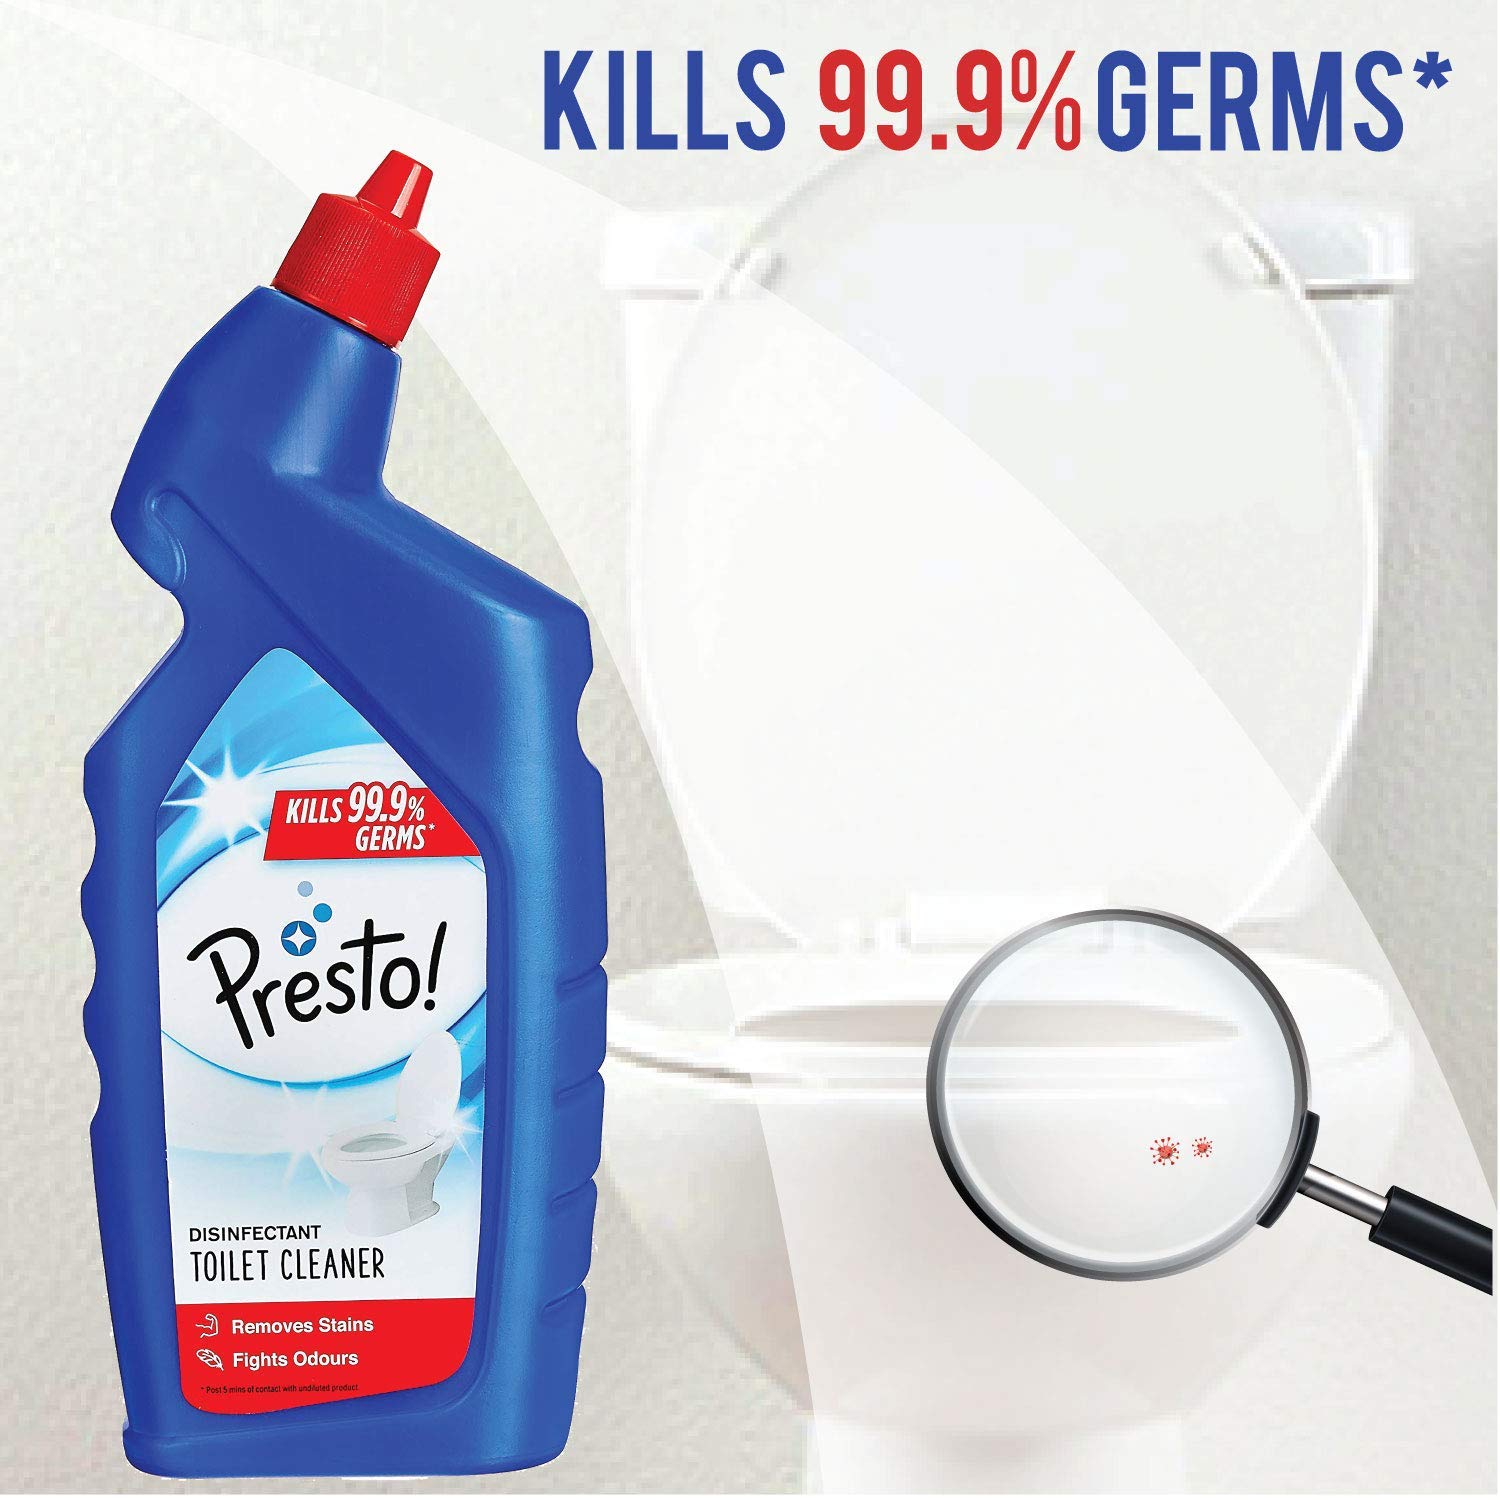 KILLS 99.9% GERMS*
KILLS 99.9%
GERMS*
Presto!
DISINFECTANT
TOILET CLEANER
Removes Stains
Fights Odours
* Post 5 mins of contact with undiluted product